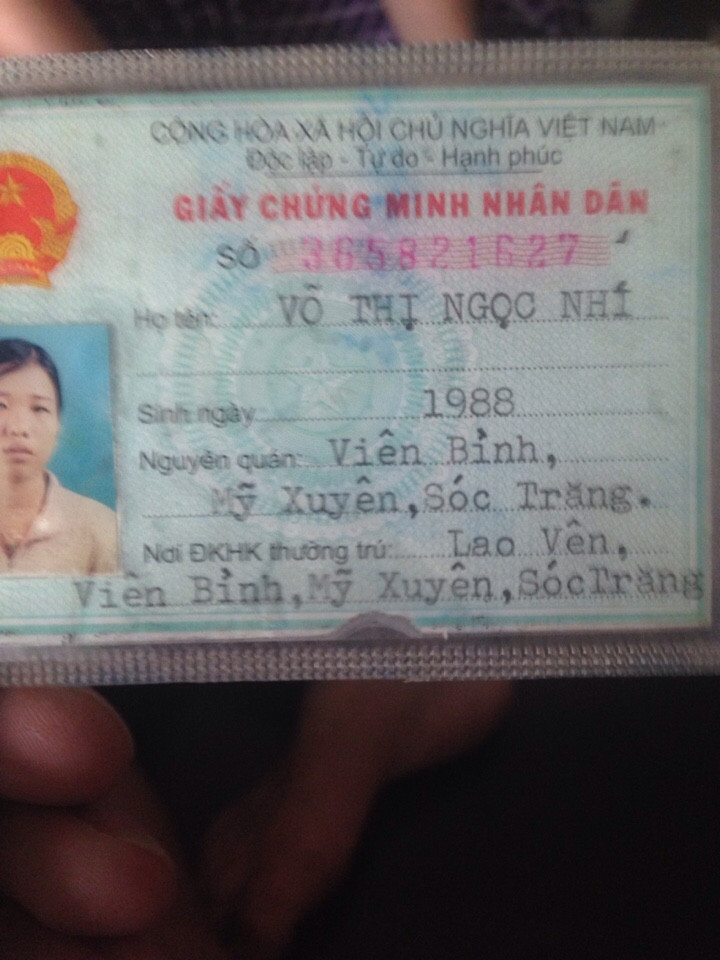 CỘNG HÒA XÃ HỘI CHỦ NGHĨA VIỆT NAM
Độc lập - Tự do - Hạnh phúc
GIẤY CHỨNG MINH NHÂN DÂN
SỐ 365821627
Họ tên: VÕ THỊ NGỌC NHÍ
Sinh ngày 1988
Nguyên quán: Viên Bình,
Mỹ Xuyên, Sóc Trăng.
Nơi ĐKHK thường trú: Lao Vên,
Viên Bình, Mỹ Xuyên, Sóc Trăng